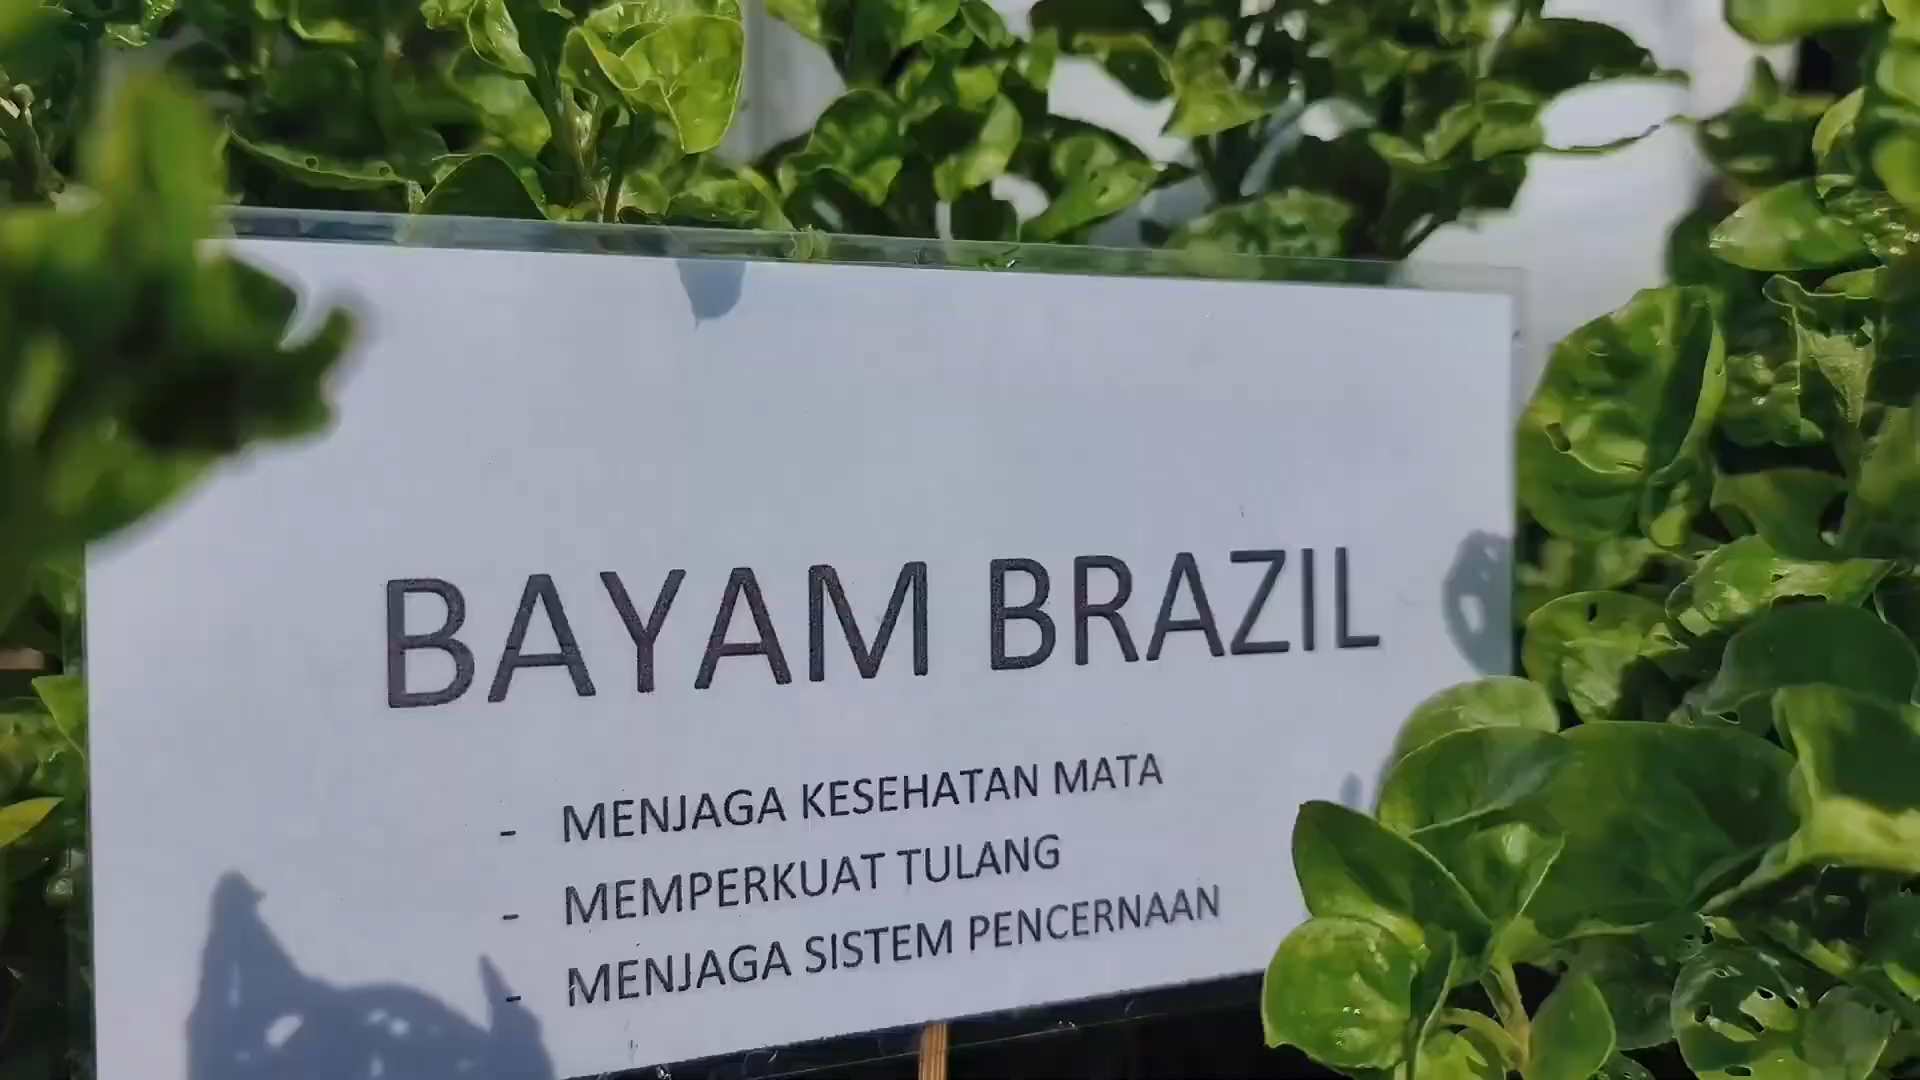 BAYAM BRAZIL
- MENJAGA KESEHATAN MATA
- MEMPERKUAT TULANG
- MENJAGA SISTEM PENCERNAAN